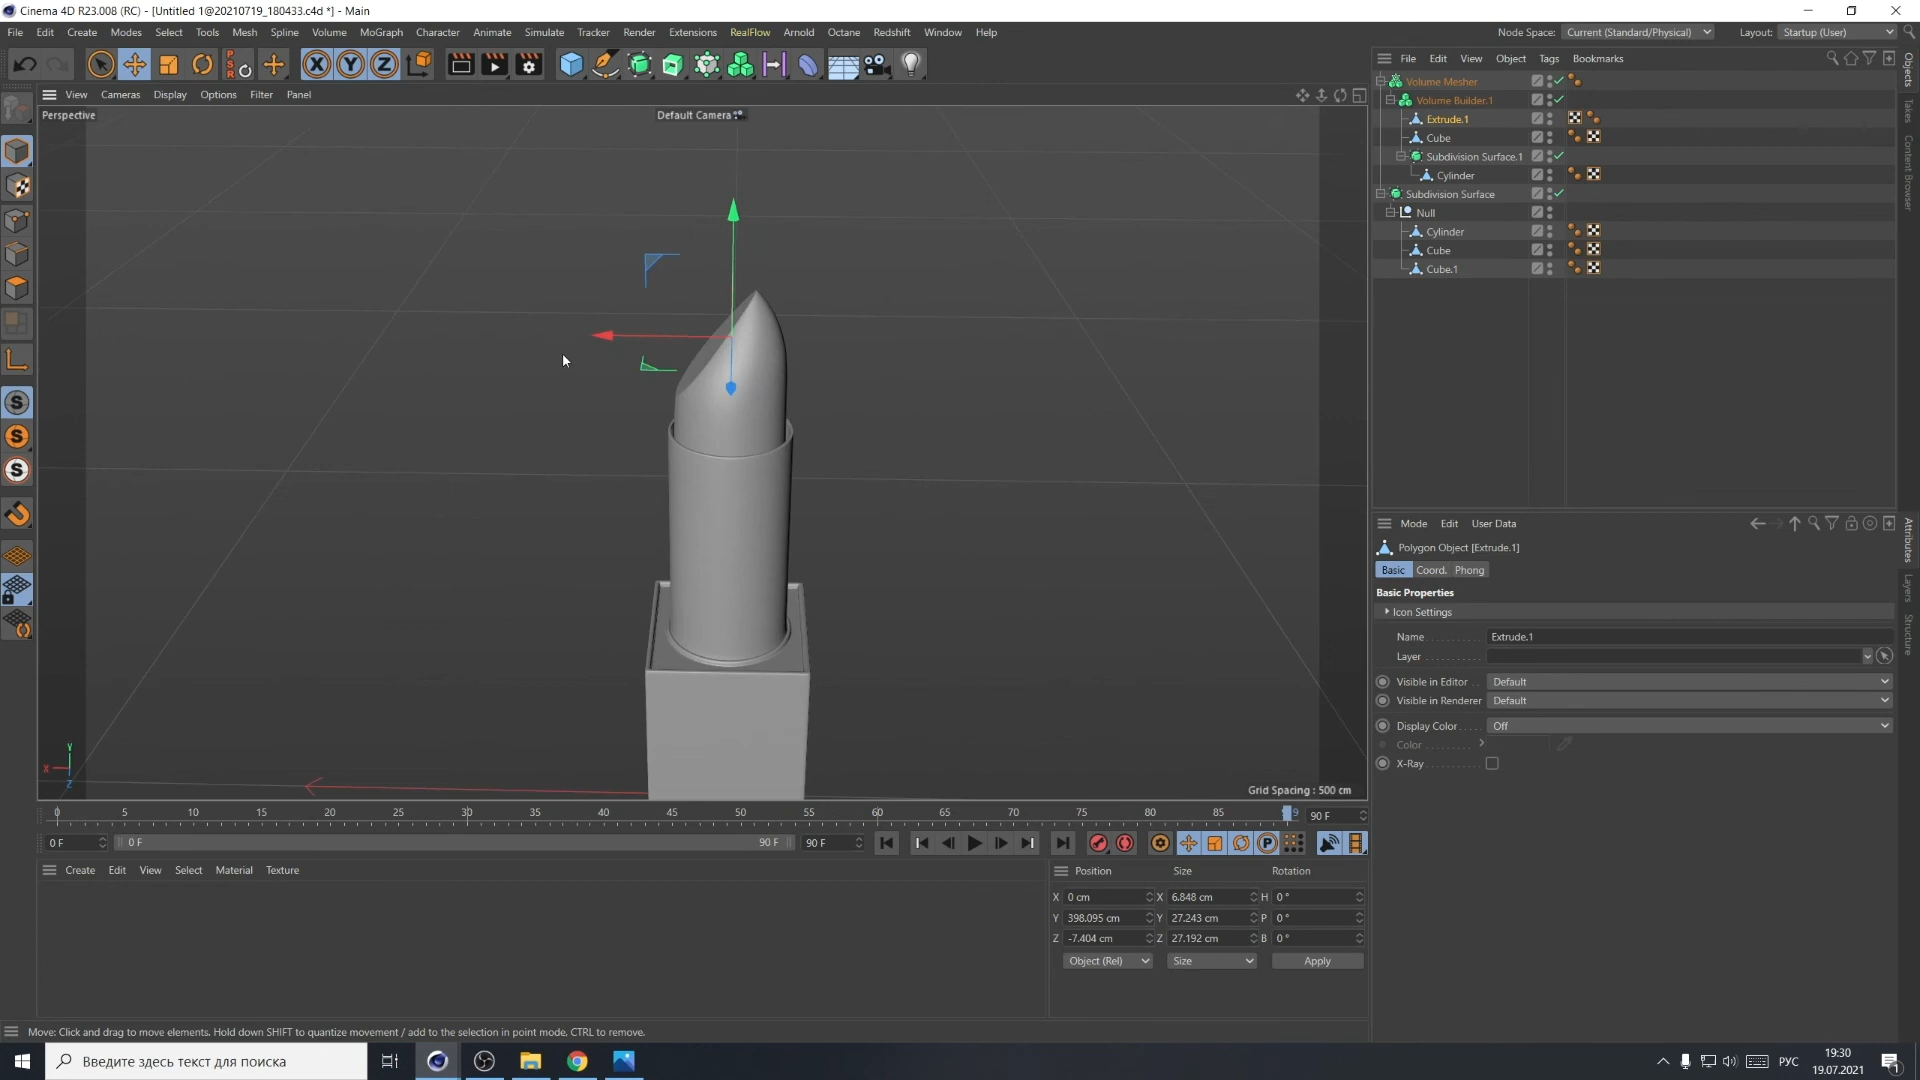 Cinema 4D R23.008 (RC) - [Untitled 1@20210719_180433.c4d *] - Main
File Edit Create Modes Select Tools Mesh Spline Volume MoGraph Character Animate Simulate Tracker Render Extensions RealFlow Arnold Octane Redshift Window Help
Node Space: Current (Standard/Physical) Layout: Startup (User)
View Cameras Display Options Filter Panel
Perspective
Default Camera
Grid Spacing : 500 cm
File Edit View Object Tags Bookmarks
Volume Mesher
Volume Builder.1
Extrude.1
Cube
Subdivision Surface.1
Cylinder
Subdivision Surface
Null
Cylinder
Cube
Cube.1
Objects
Takes
Content Browser
Mode Edit User Data
Polygon Object [Extrude.1]
Basic Coord. Phong
Basic Properties
Icon Settings
Name Extrude.1
Layer
Visible in Editor Default
Visible in Renderer Default
Display Color Off
Color
X-Ray
Attributes
Layers
Structure
0 5 10 15 20 25 30 35 40 45 50 55 60 65 70 75 80 85 9 90 F
0 F 0 F 90 F 90 F
Create Edit View Select Material Texture
Position Size Rotation
X 0 cm X 6.848 cm H 0 °
Y 398.095 cm Y 27.243 cm P 0 °
Z -7.404 cm Z 27.192 cm B 0 °
Object (Rel) Size Apply
Move: Click and drag to move elements. Hold down SHIFT to quantize movement / add to the selection in point mode, CTRL to remove.
Введите здесь текст для поиска
РУС
19:30
19.07.2021